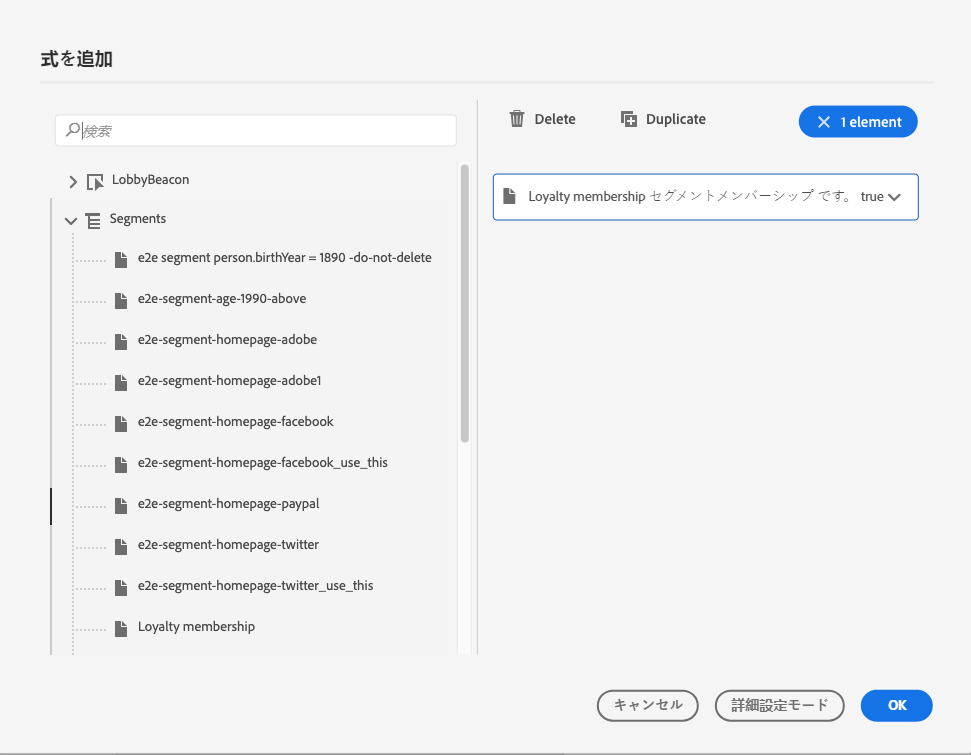 式を追加
検索
LobbyBeacon
Segments
e2e segment person.birthYear = 1890 -do-not-delete
e2e-segment-age-1990-above
e2e-segment-homepage-adobe
e2e-segment-homepage-adobe1
e2e-segment-homepage-facebook
e2e-segment-homepage-facebook_use_this
e2e-segment-homepage-paypal
e2e-segment-homepage-twitter
e2e-segment-homepage-twitter_use_this
Loyalty membership
Delete Duplicate 1 element
Loyalty membership セグメントメンバーシップ です。 true
キャンセル 詳細設定モード OK